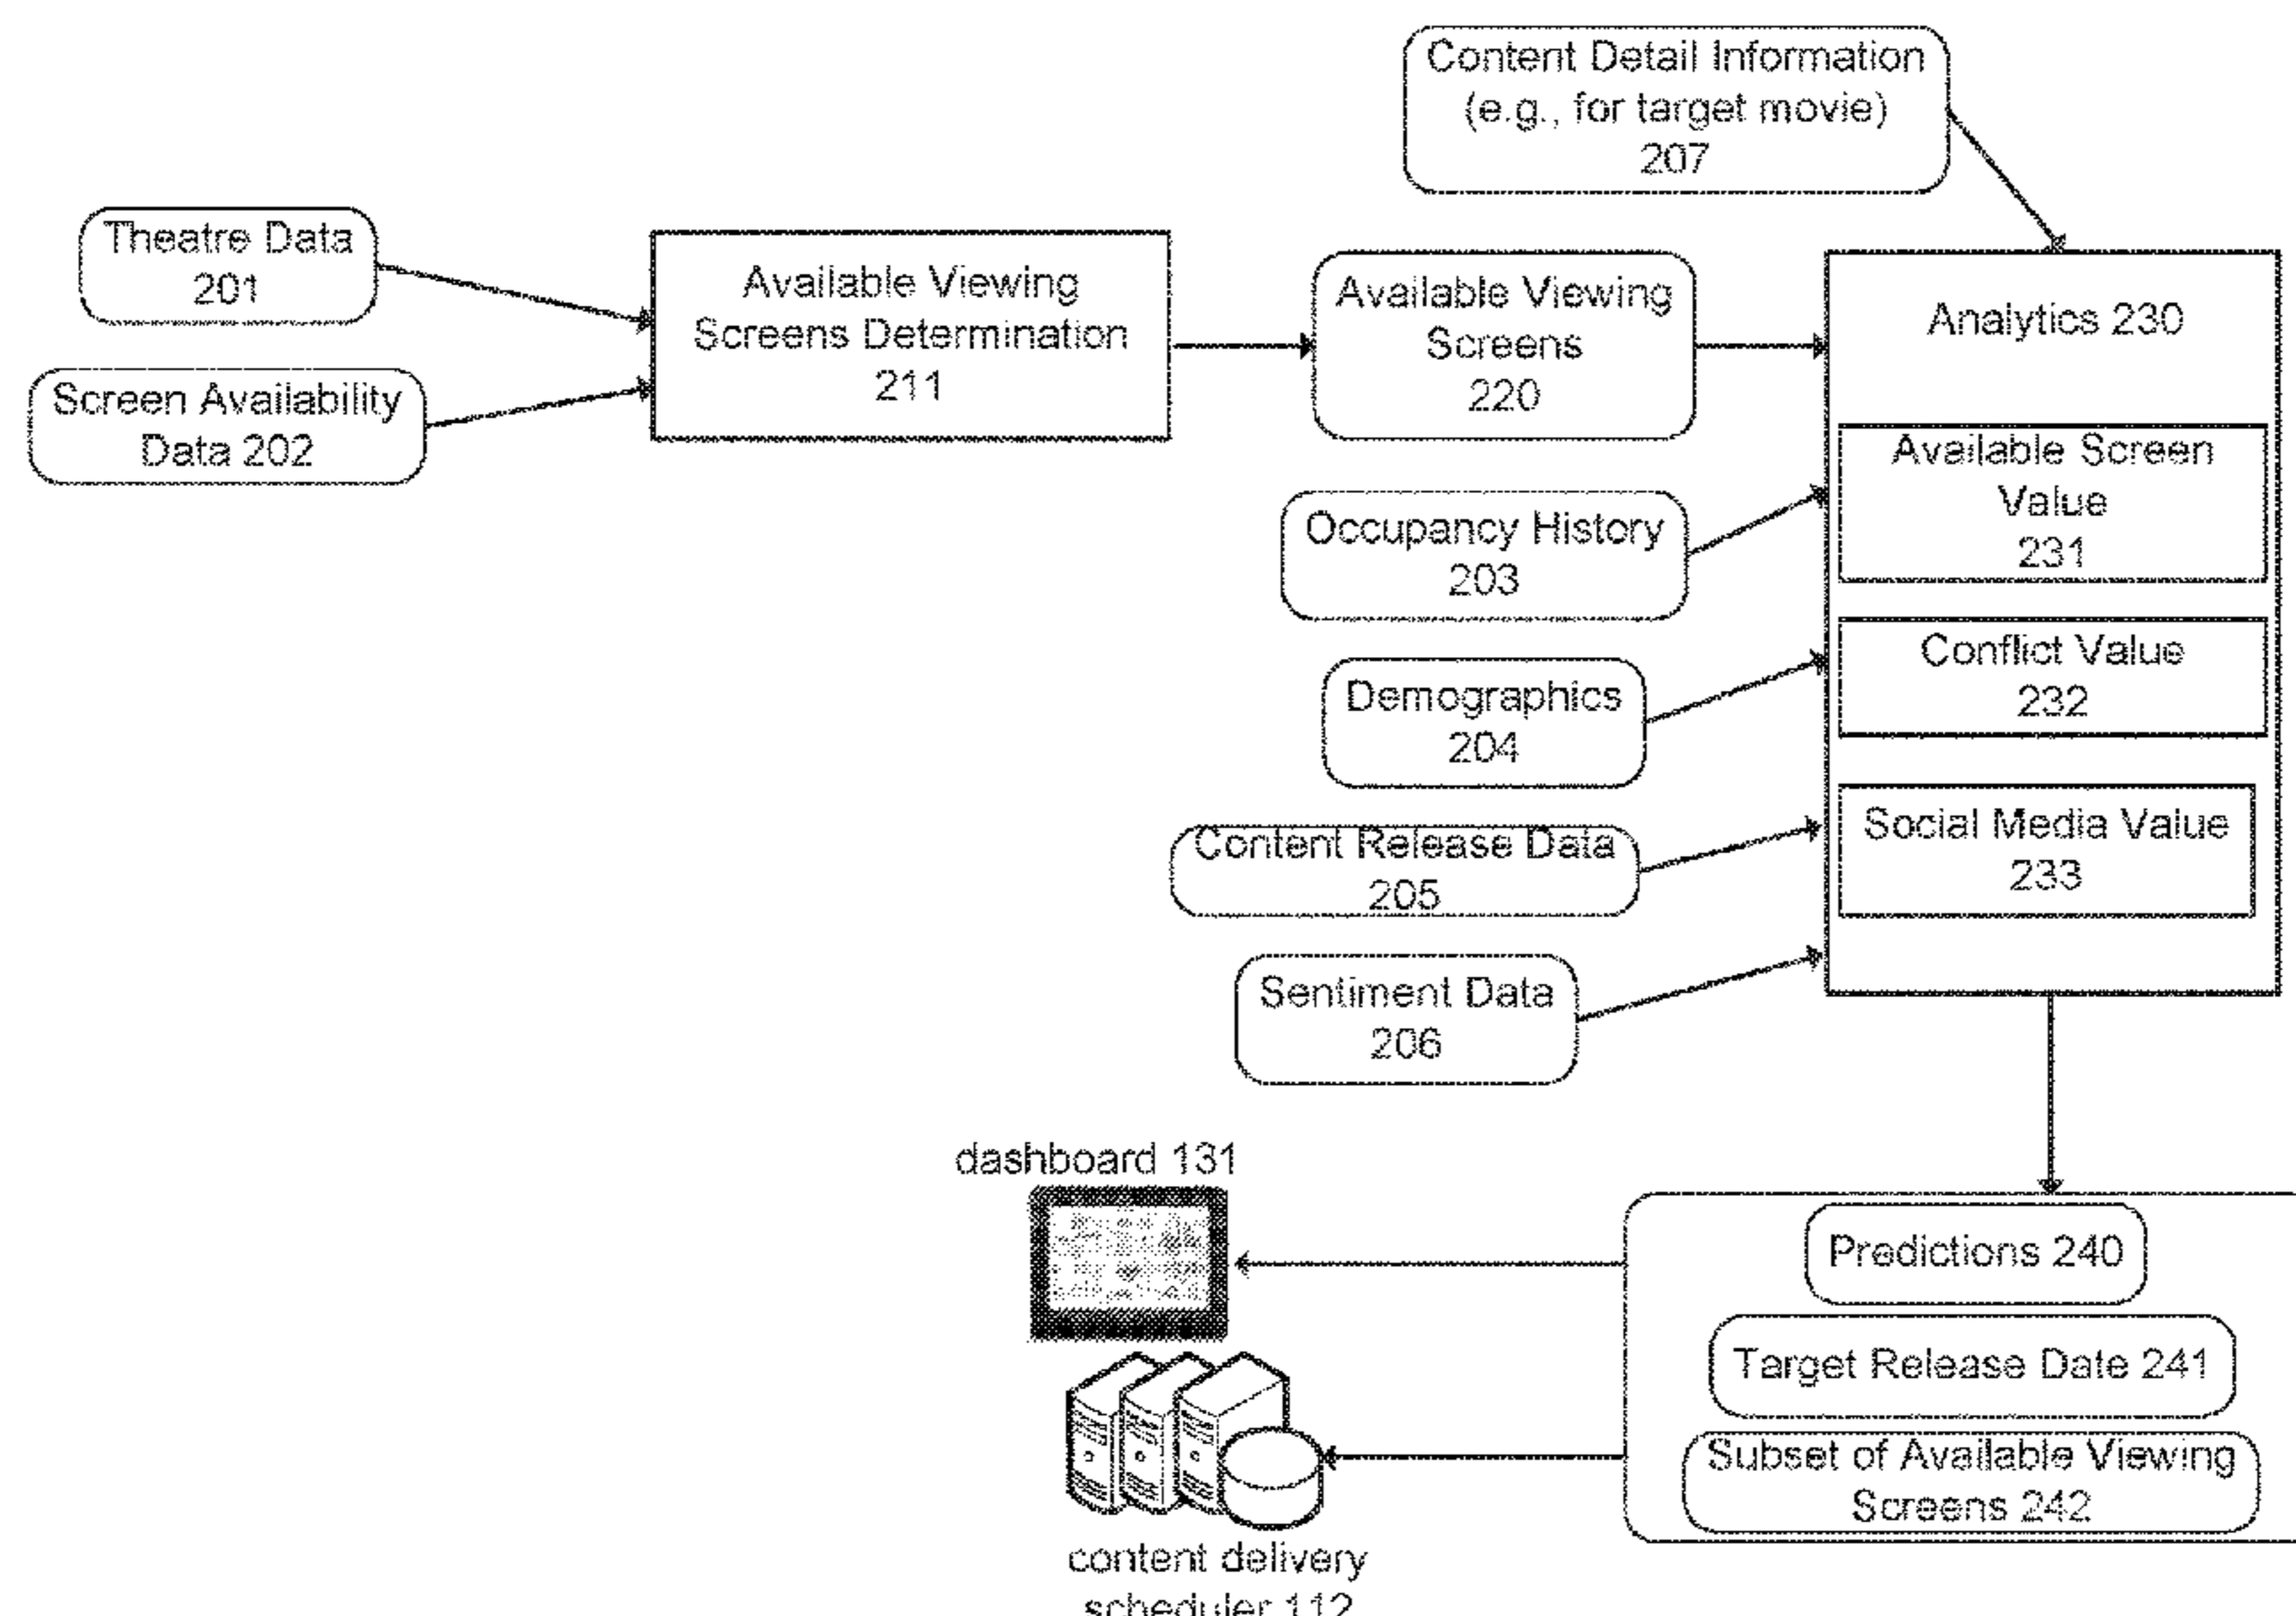 Content Detail Information
(e.g., for target movie)
207
Theatre Data
201
Screen Availability
Data 202
Available Viewing
Screens Determination
211
Available Viewing
Screens
220
Occupancy History
203
Demographics
204
Content Release Data
205
Sentiment Data
206
Analytics 230
Available Screen
Value
231
Conflict Value
232
Social Media Value
233
dashboard 131
Predictions 240
Target Release Date 241
Subset of Available Viewing
Screens 242
content delivery
scheduler 112